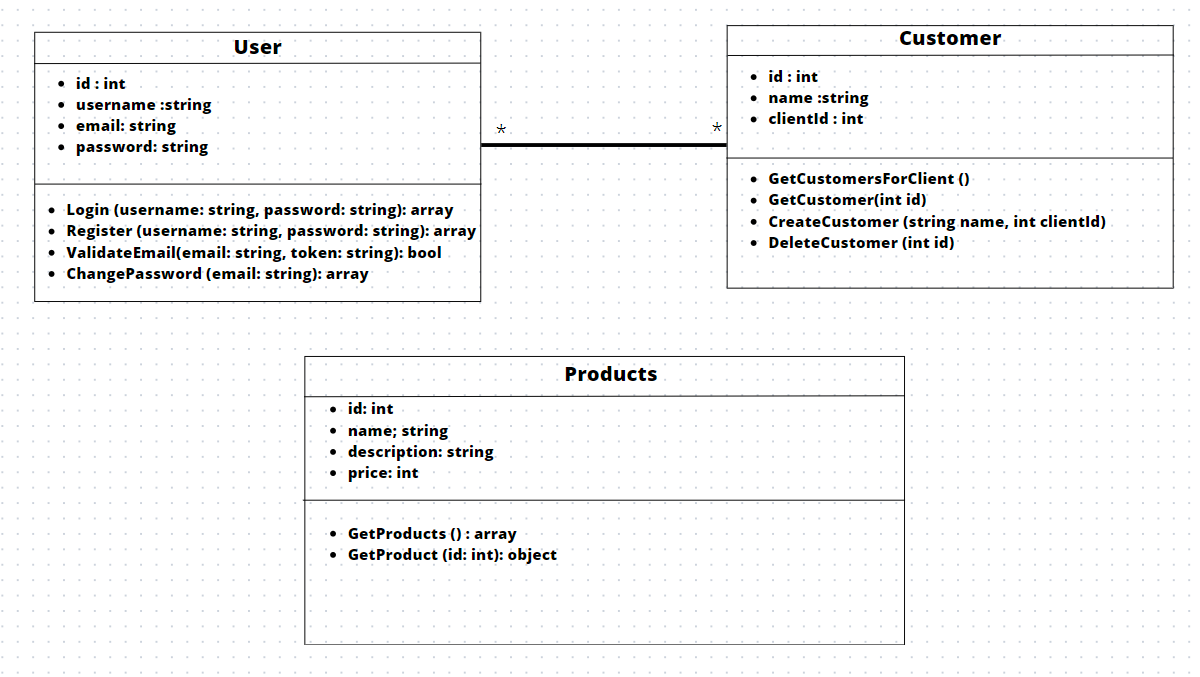 User
• id : int
• username :string
• email: string
• password: string
• Login (username: string, password: string): array
• Register (username: string, password: string): array
• ValidateEmail(email: string, token: string): bool
• ChangePassword (email: string): array
* *
Customer
• id : int
• name :string
• clientId : int
• GetCustomersForClient ()
• GetCustomer(int id)
• CreateCustomer (string name, int clientId)
• DeleteCustomer (int id)
Products
• id: int
• name; string
• description: string
• price: int
• GetProducts () : array
• GetProduct (id: int): object